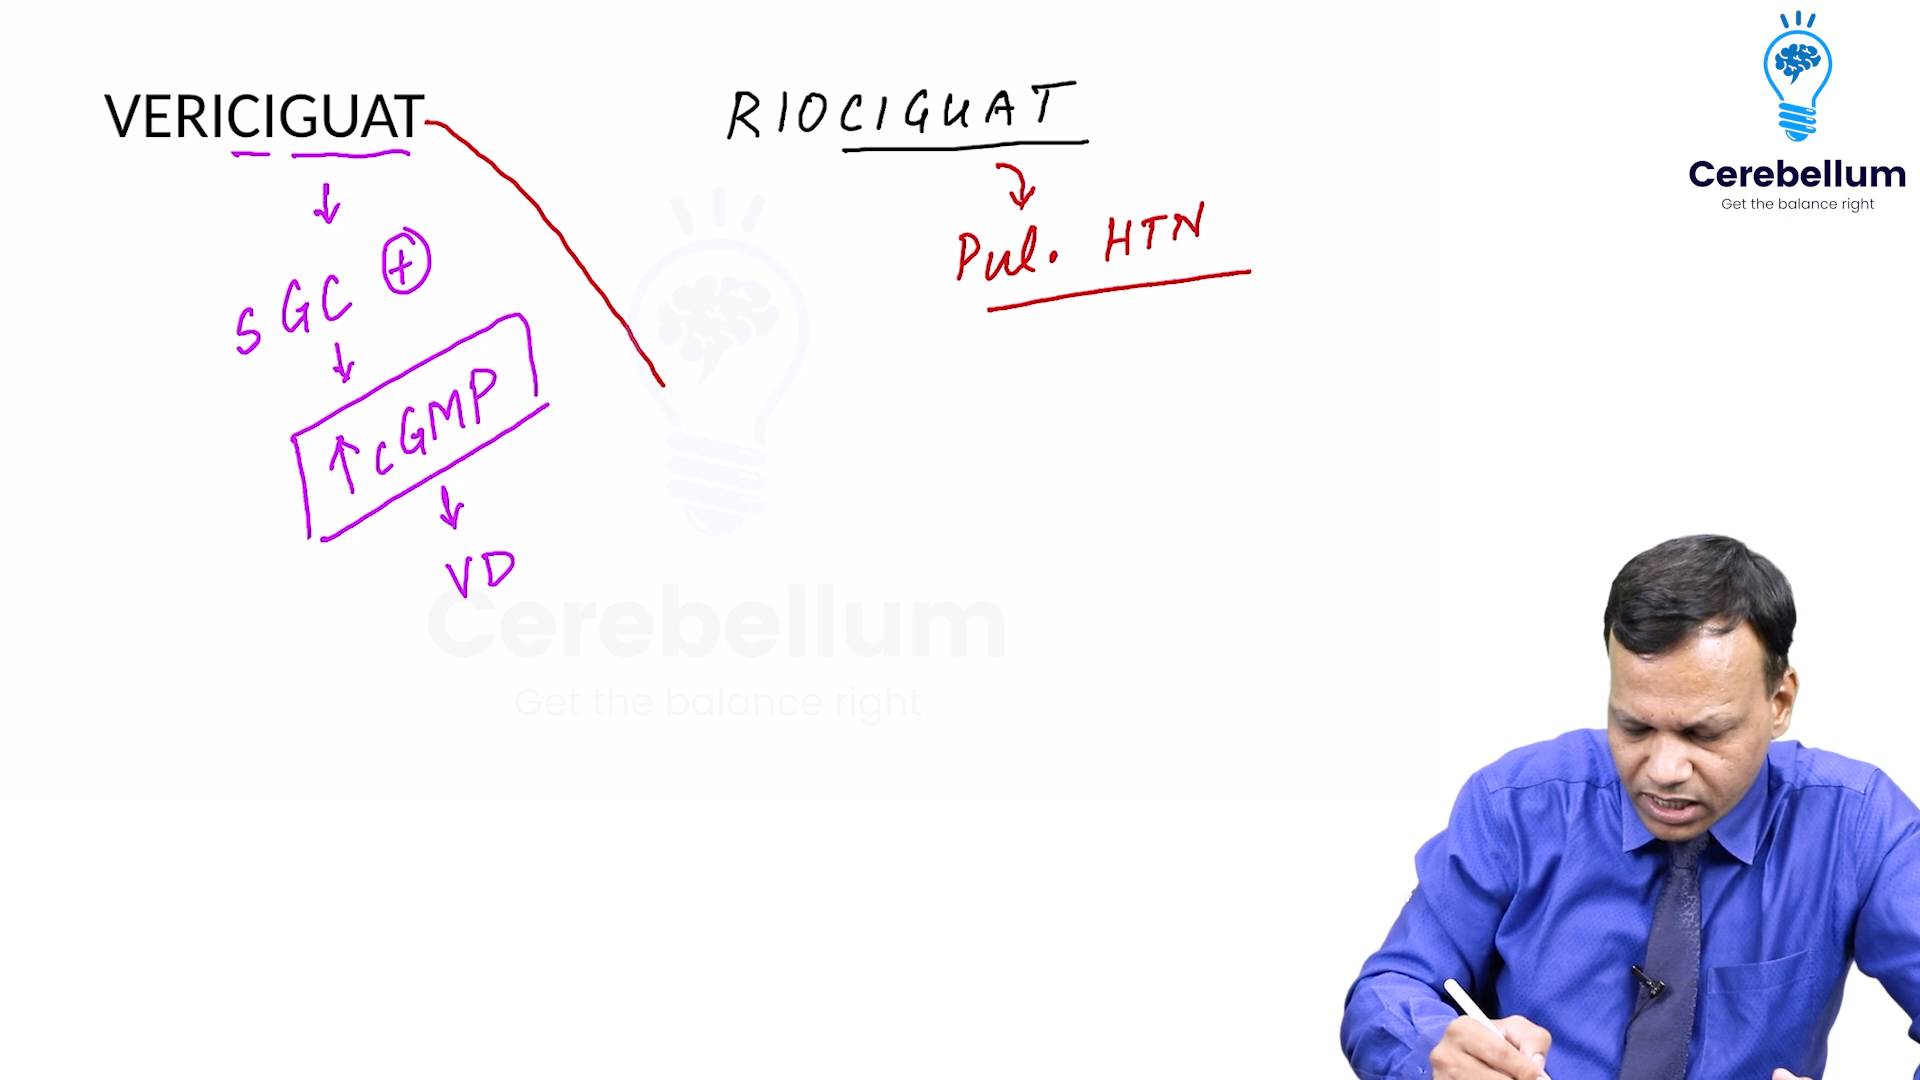 VERICIGUAT
RIOCIGUAT
Pul. HTN
sGC +
↑cGMP
VD
Cerebellum
Get the balance right
Cerebellum
Get the balance right